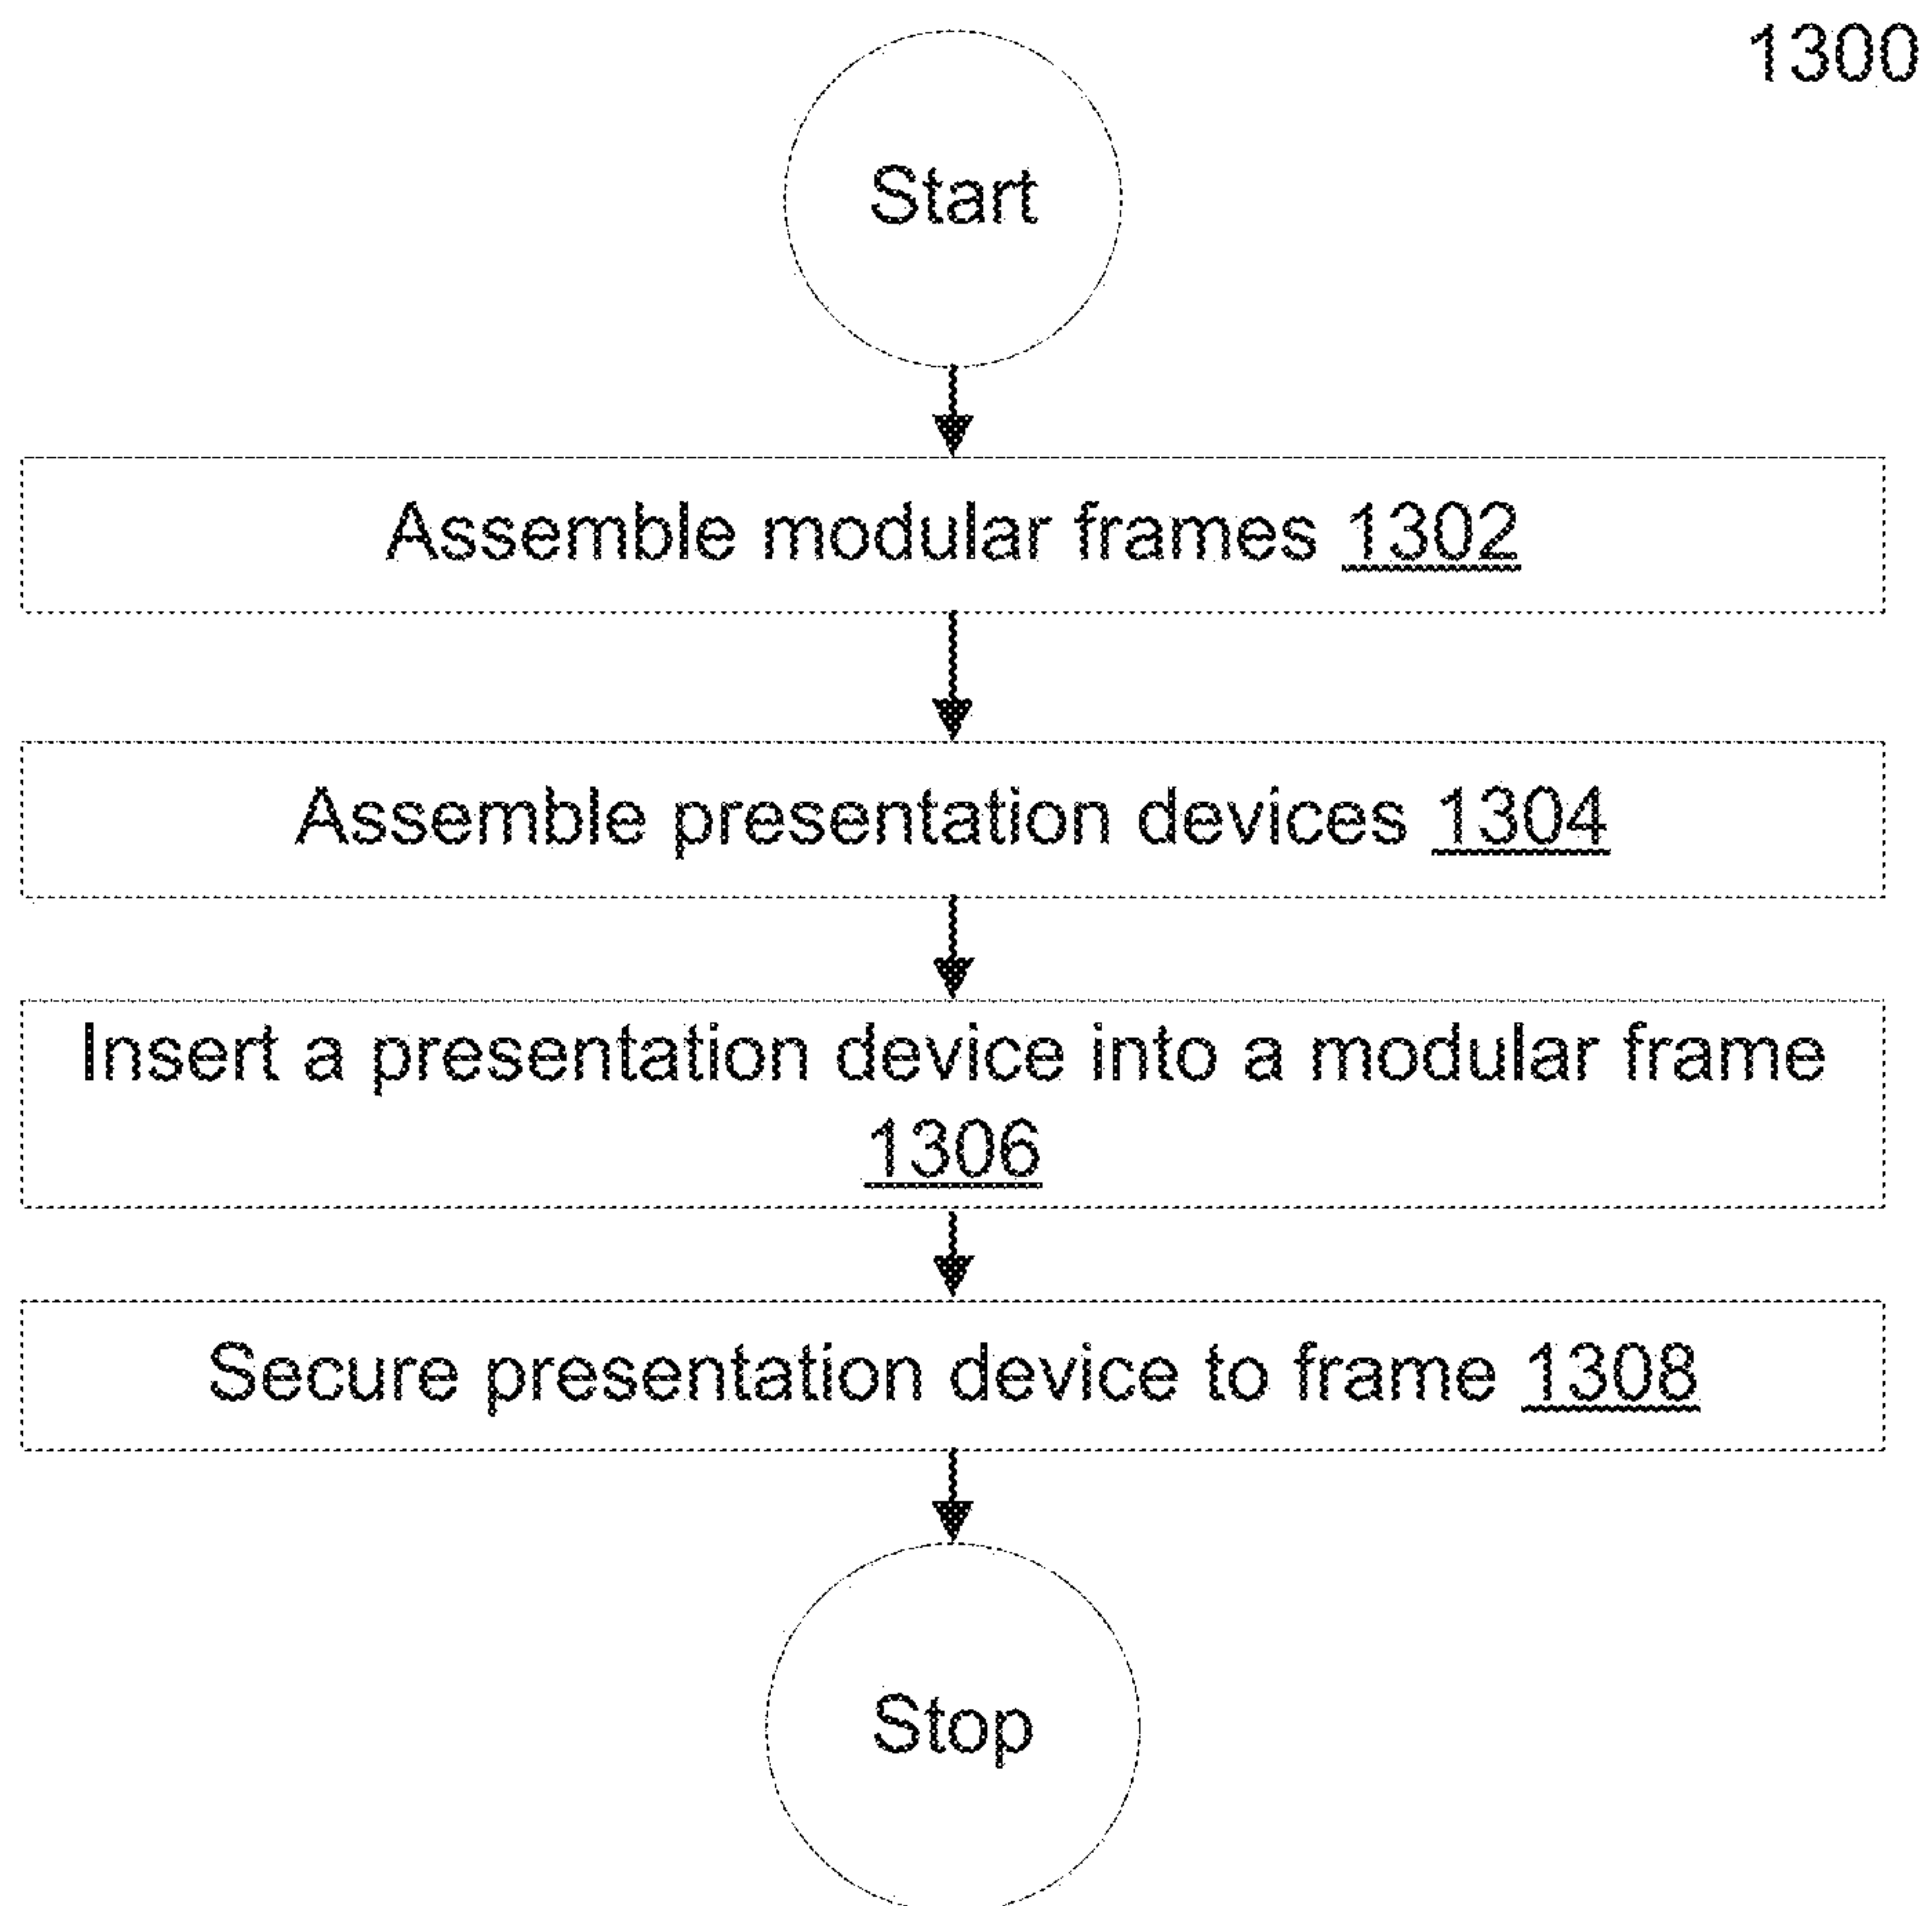 1300
Start
Assemble modular frames 1302
Assemble presentation devices 1304
Insert a presentation device into a modular frame
1306
Secure presentation device to frame 1308
Stop